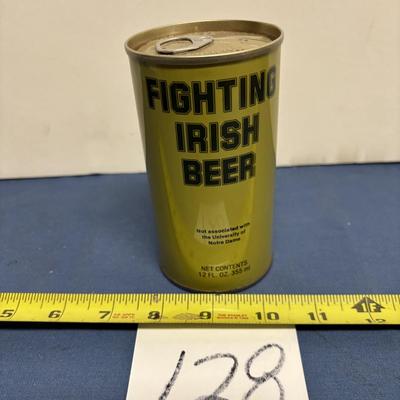 FIGHTING
IRISH
BEER
Not associated with
the University of
Notre Dame
NET CONTENTS
12 FL. OZ. 355 ml
5 6 7 8 9 10 11 12
128